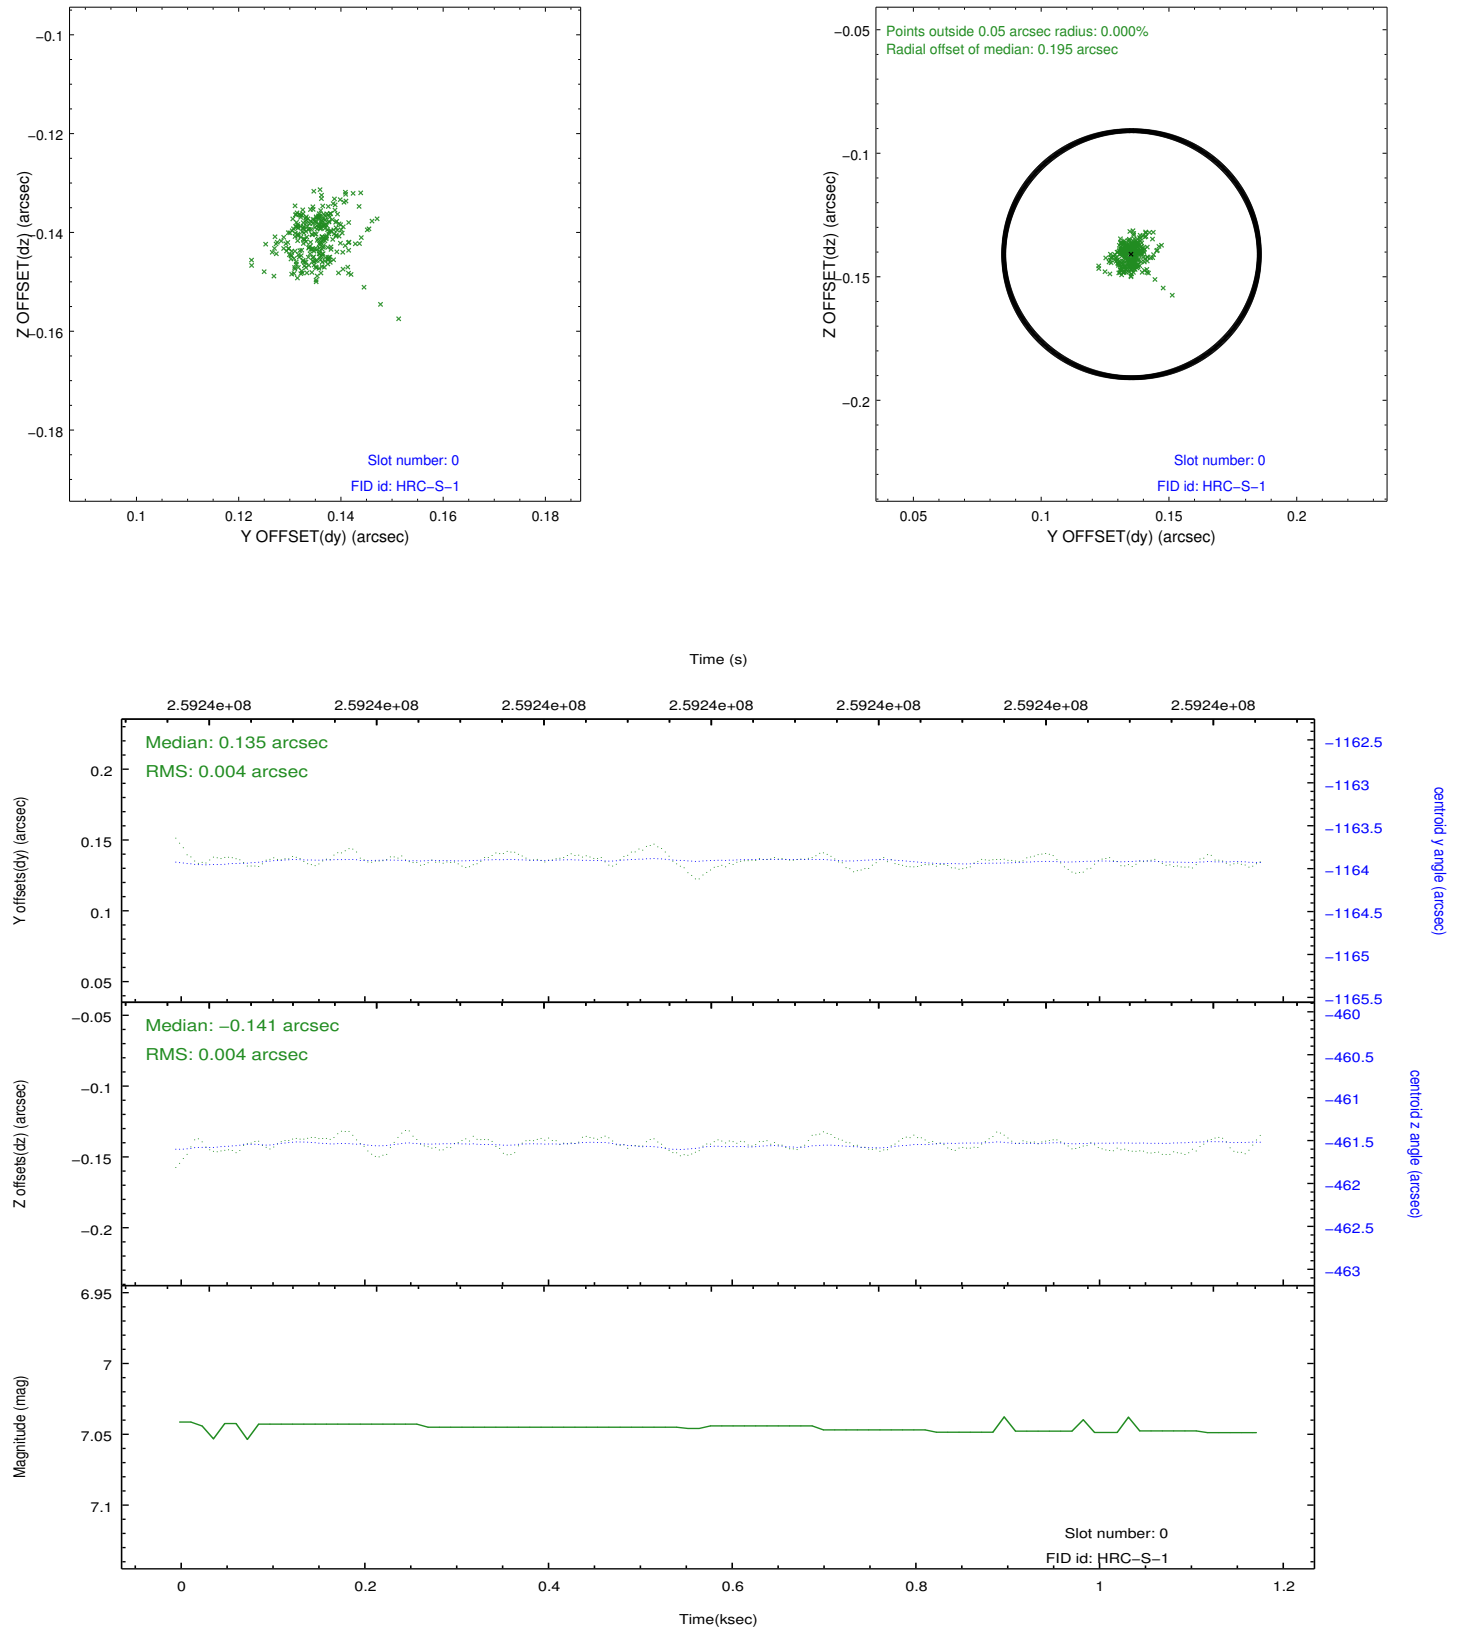 −0.1
−0.12
−0.14
−0.16
−0.18
Z OFFSET(dz) (arcsec)
Slot number: 0
FID id: HRC−S−1
0.1 0.12 0.14 0.16 0.18
Y OFFSET(dy) (arcsec)
Points outside 0.05 arcsec radius: 0.000%
Radial offset of median: 0.195 arcsec
−0.05
−0.1
−0.15
−0.2
Z OFFSET(dz) (arcsec)
Slot number: 0
FID id: HRC−S−1
0.05 0.1 0.15 0.2
Y OFFSET(dy) (arcsec)
Time (s)
2.5924e+08 2.5924e+08 2.5924e+08 2.5924e+08 2.5924e+08 2.5924e+08 2.5924e+08
Median: 0.135 arcsec
RMS: 0.004 arcsec
0.2
0.15
0.1
0.05
Y offsets(dy) (arcsec)
−1162.5
−1163
−1163.5
−1164
−1164.5
−1165
−1165.5
centroid y angle (arcsec)
Median: −0.141 arcsec
RMS: 0.004 arcsec
−0.05
−0.1
−0.15
−0.2
Z offsets(dz) (arcsec)
−460
−460.5
−461
−461.5
−462
−462.5
−463
centroid z angle (arcsec)
6.95
7
7.05
7.1
Magnitude (mag)
Slot number: 0
FID id: HRC−S−1
0 0.2 0.4 0.6 0.8 1 1.2
Time(ksec)